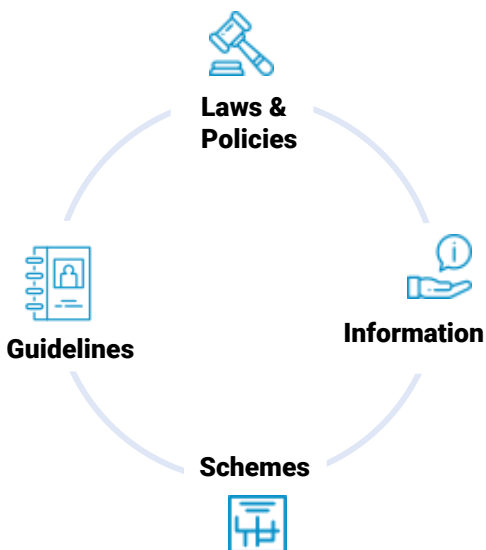 Laws &
Policies
Information
Guidelines
Schemes